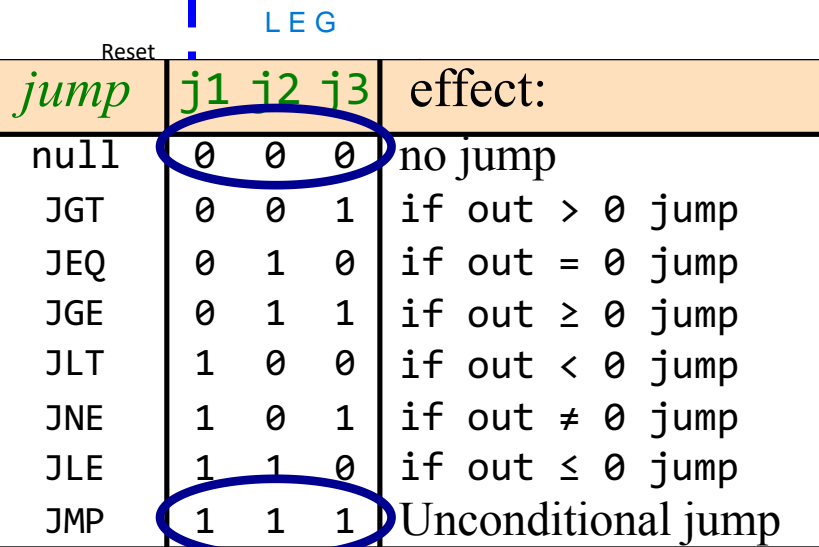 L E G
Reset
jump j1 j2 j3 effect:
null 0 0 0 no jump
JGT 0 0 1 if out > 0 jump
JEQ 0 1 0 if out = 0 jump
JGE 0 1 1 if out ≥ 0 jump
JLT 1 0 0 if out < 0 jump
JNE 1 0 1 if out ≠ 0 jump
JLE 1 1 0 if out ≤ 0 jump
JMP 1 1 1 Unconditional jump